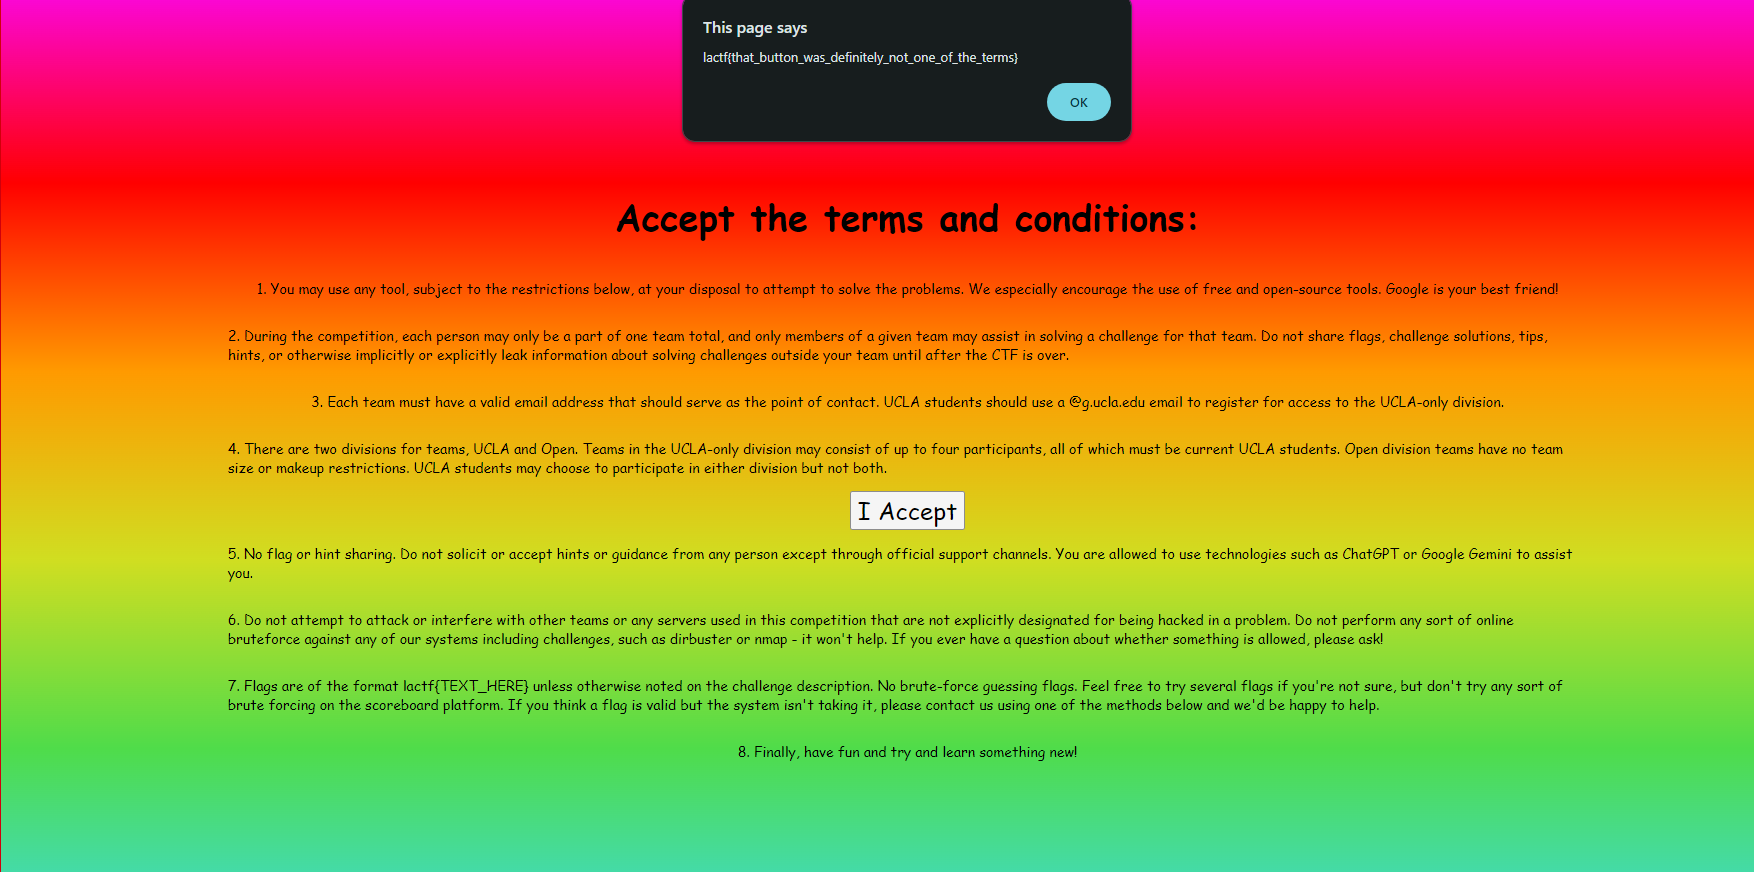 This page says
lactf{that_button_was_definitely_not_one_of_the_terms}
OK
Accept the terms and conditions:
1. You may use any tool, subject to the restrictions below, at your disposal to attempt to solve the problems. We especially encourage the use of free and open-source tools. Google is your best friend!
2. During the competition, each person may only be a part of one team total, and only members of a given team may assist in solving a challenge for that team. Do not share flags, challenge solutions, tips,
hints, or otherwise implicitly or explicitly leak information about solving challenges outside your team until after the CTF is over.
3. Each team must have a valid email address that should serve as the point of contact. UCLA students should use a @g.ucla.edu email to register for access to the UCLA-only division.
4. There are two divisions for teams, UCLA and Open. Teams in the UCLA-only division may consist of up to four participants, all of which must be current UCLA students. Open division teams have no team
size or makeup restrictions. UCLA students may choose to participate in either division but not both.
I Accept
5. No flag or hint sharing. Do not solicit or accept hints or guidance from any person except through official support channels. You are allowed to use technologies such as ChatGPT or Google Gemini to assist
you.
6. Do not attempt to attack or interfere with other teams or any servers used in this competition that are not explicitly designated for being hacked in a problem. Do not perform any sort of online
bruteforce against any of our systems including challenges, such as dirbuster or nmap - it won't help. If you ever have a question about whether something is allowed, please ask!
7. Flags are of the format lactf{TEXT_HERE} unless otherwise noted on the challenge description. No brute-force guessing flags. Feel free to try several flags if you're not sure, but don't try any sort of
brute forcing on the scoreboard platform. If you think a flag is valid but the system isn't taking it, please contact us using one of the methods below and we'd be happy to help.
8. Finally, have fun and try and learn something new!